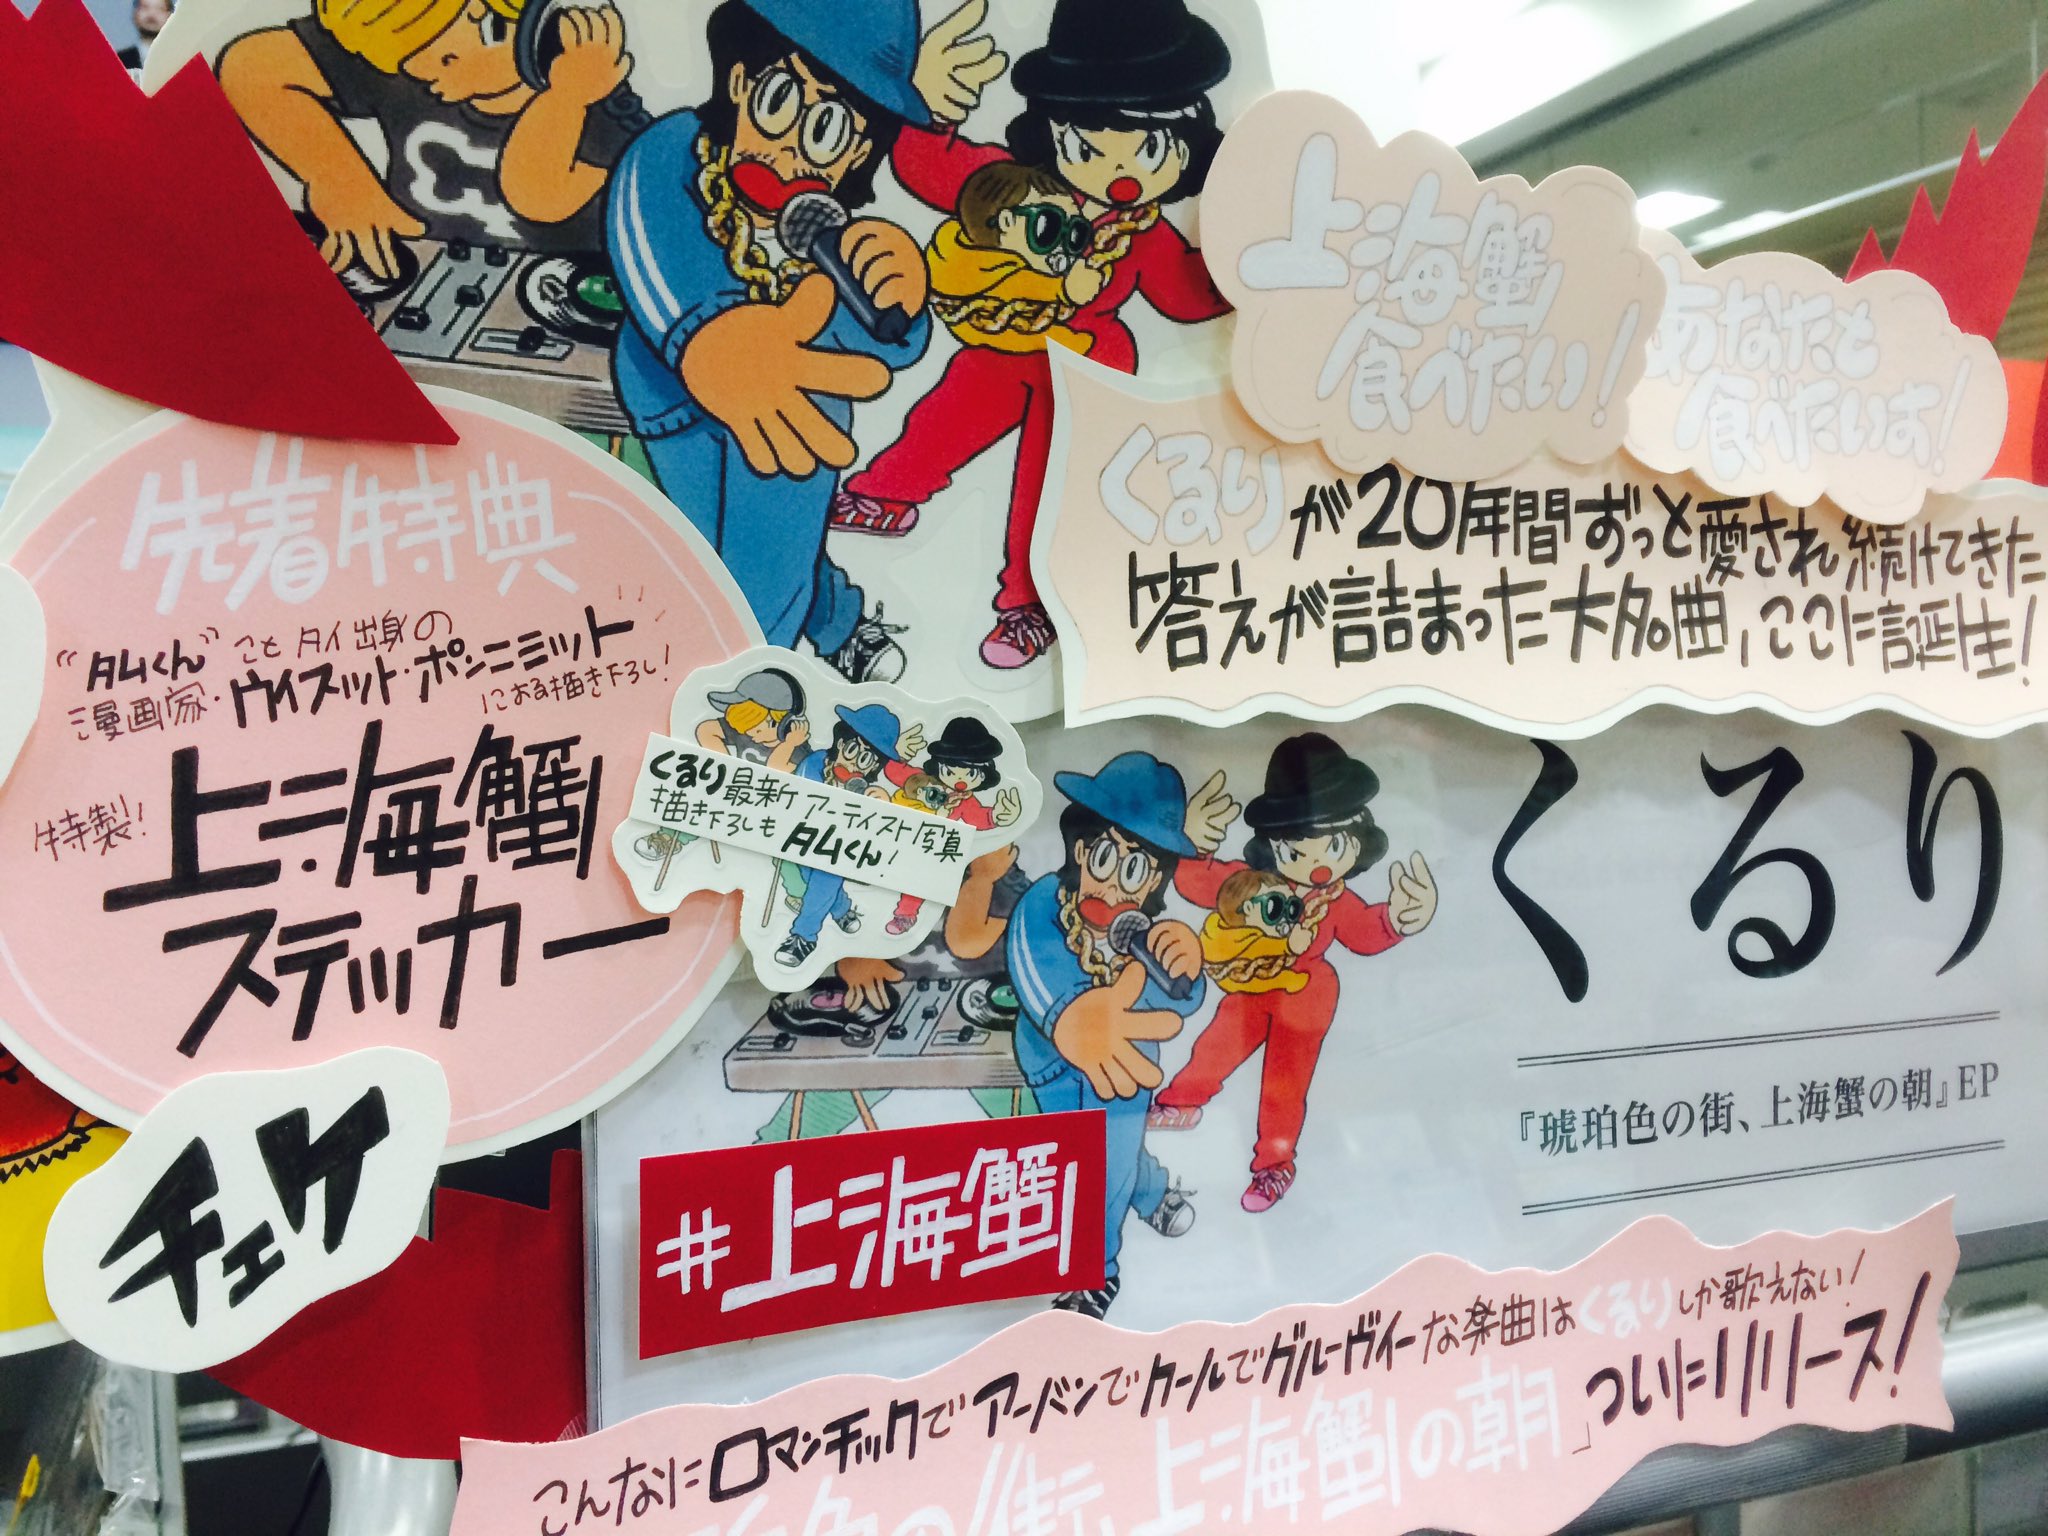 上海蟹
食べたい!
あなたと
食べたいす!
くるりが20年間ずっと愛され続けてきた
答えが詰まった大名曲、ここに誕生!
先着特典
"タムくん"ことタイ出身の
漫画家・ウィスット・ポンニミット
による描き下ろし!
特製!
上海蟹
ステッカー
チェケ
くるり最新アーティスト写真
描き下ろしもタムくん!
くるり
『琥珀色の街、上海蟹の朝』EP
#上海蟹
こんなにロマンチックでアーバンでクールでグルーヴィーな楽曲はくるりしか歌えない!
色の街、上海蟹の朝」ついにリリース!